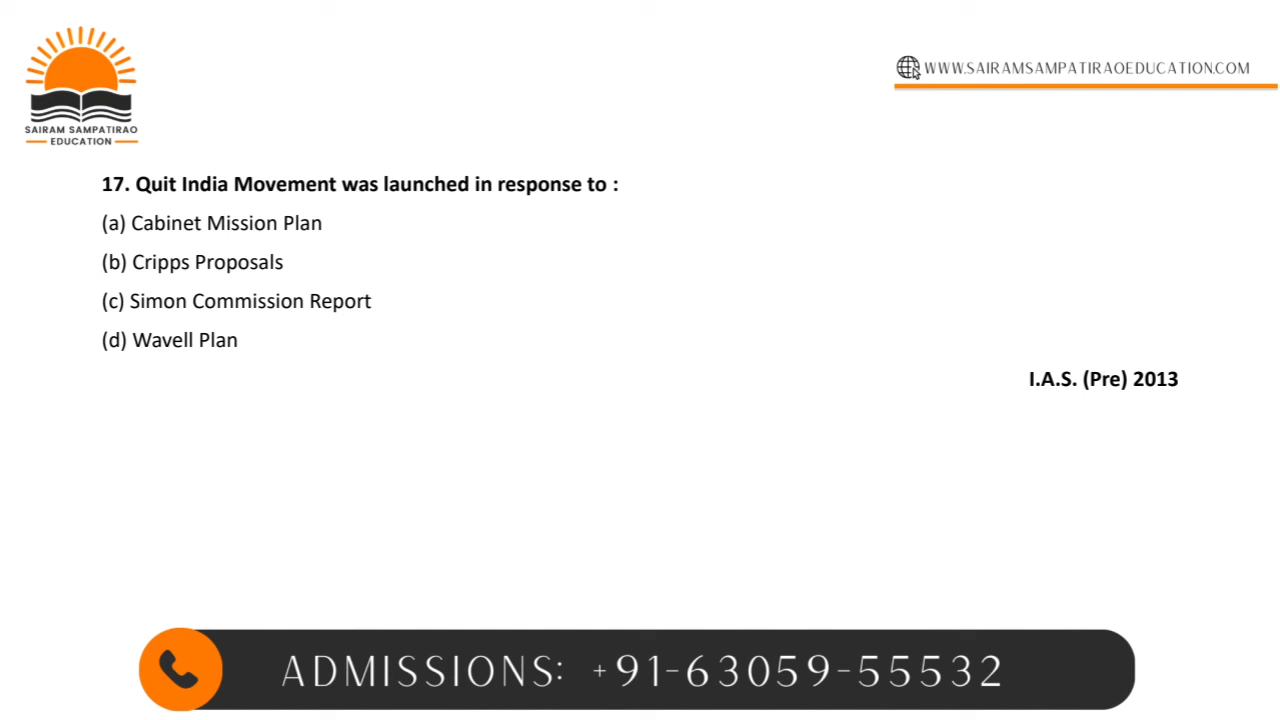 WWW.SAIRAMSAMPATIRAOEDUCATION.COM
SAIRAM SAMPATIRAO
EDUCATION
17. Quit India Movement was launched in response to :
(a) Cabinet Mission Plan
(b) Cripps Proposals
(c) Simon Commission Report
(d) Wavell Plan
I.A.S. (Pre) 2013
ADMISSIONS: +91-63059-55532